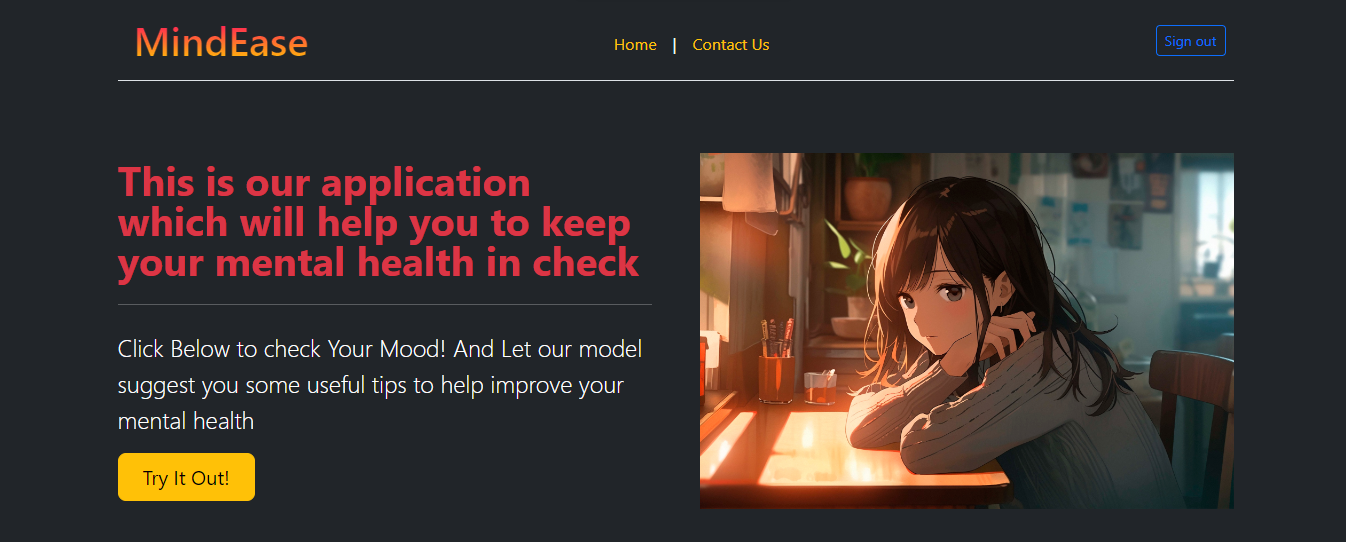 MindEase
Home | Contact Us
Sign out
This is our application
which will help you to keep
your mental health in check
Click Below to check Your Mood! And Let our model
suggest you some useful tips to help improve your
mental health
Try It Out!